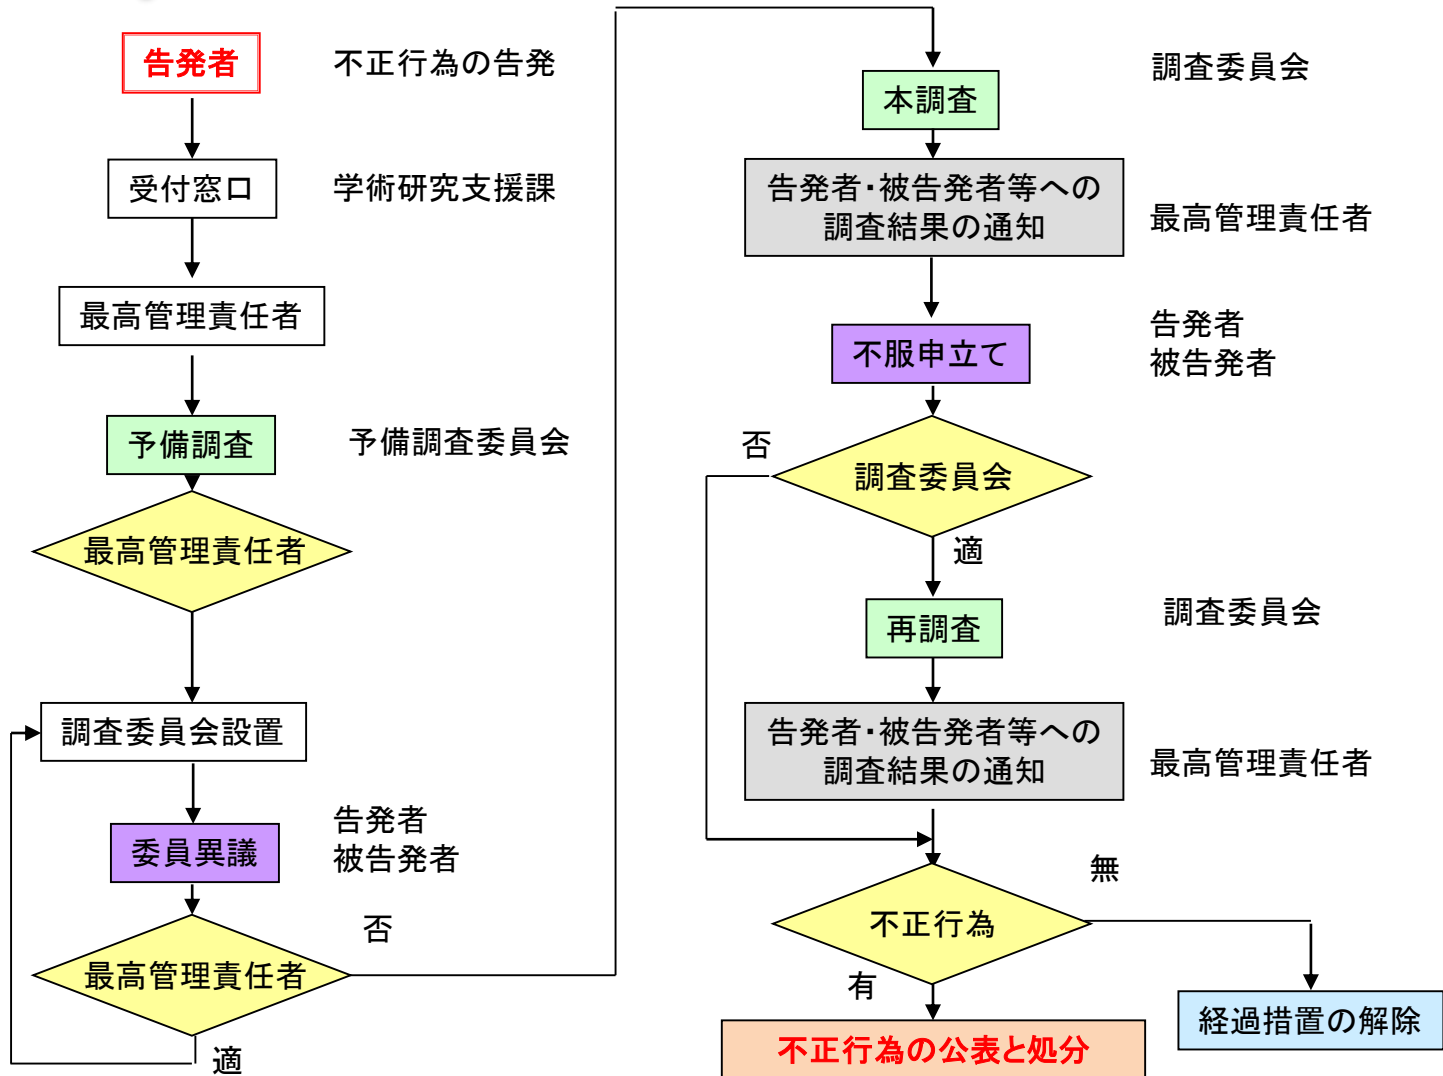 告発者
不正行為の告発
受付窓口
学術研究支援課
最高管理責任者
予備調査
予備調査委員会
最高管理責任者
調査委員会設置
委員異議
告発者
被告発者
最高管理責任者
否
適
本調査
調査委員会
告発者・被告発者等への
調査結果の通知
最高管理責任者
不服申立て
告発者
被告発者
調査委員会
否
適
再調査
調査委員会
告発者・被告発者等への
調査結果の通知
最高管理責任者
不正行為
無
有
経過措置の解除
不正行為の公表と処分